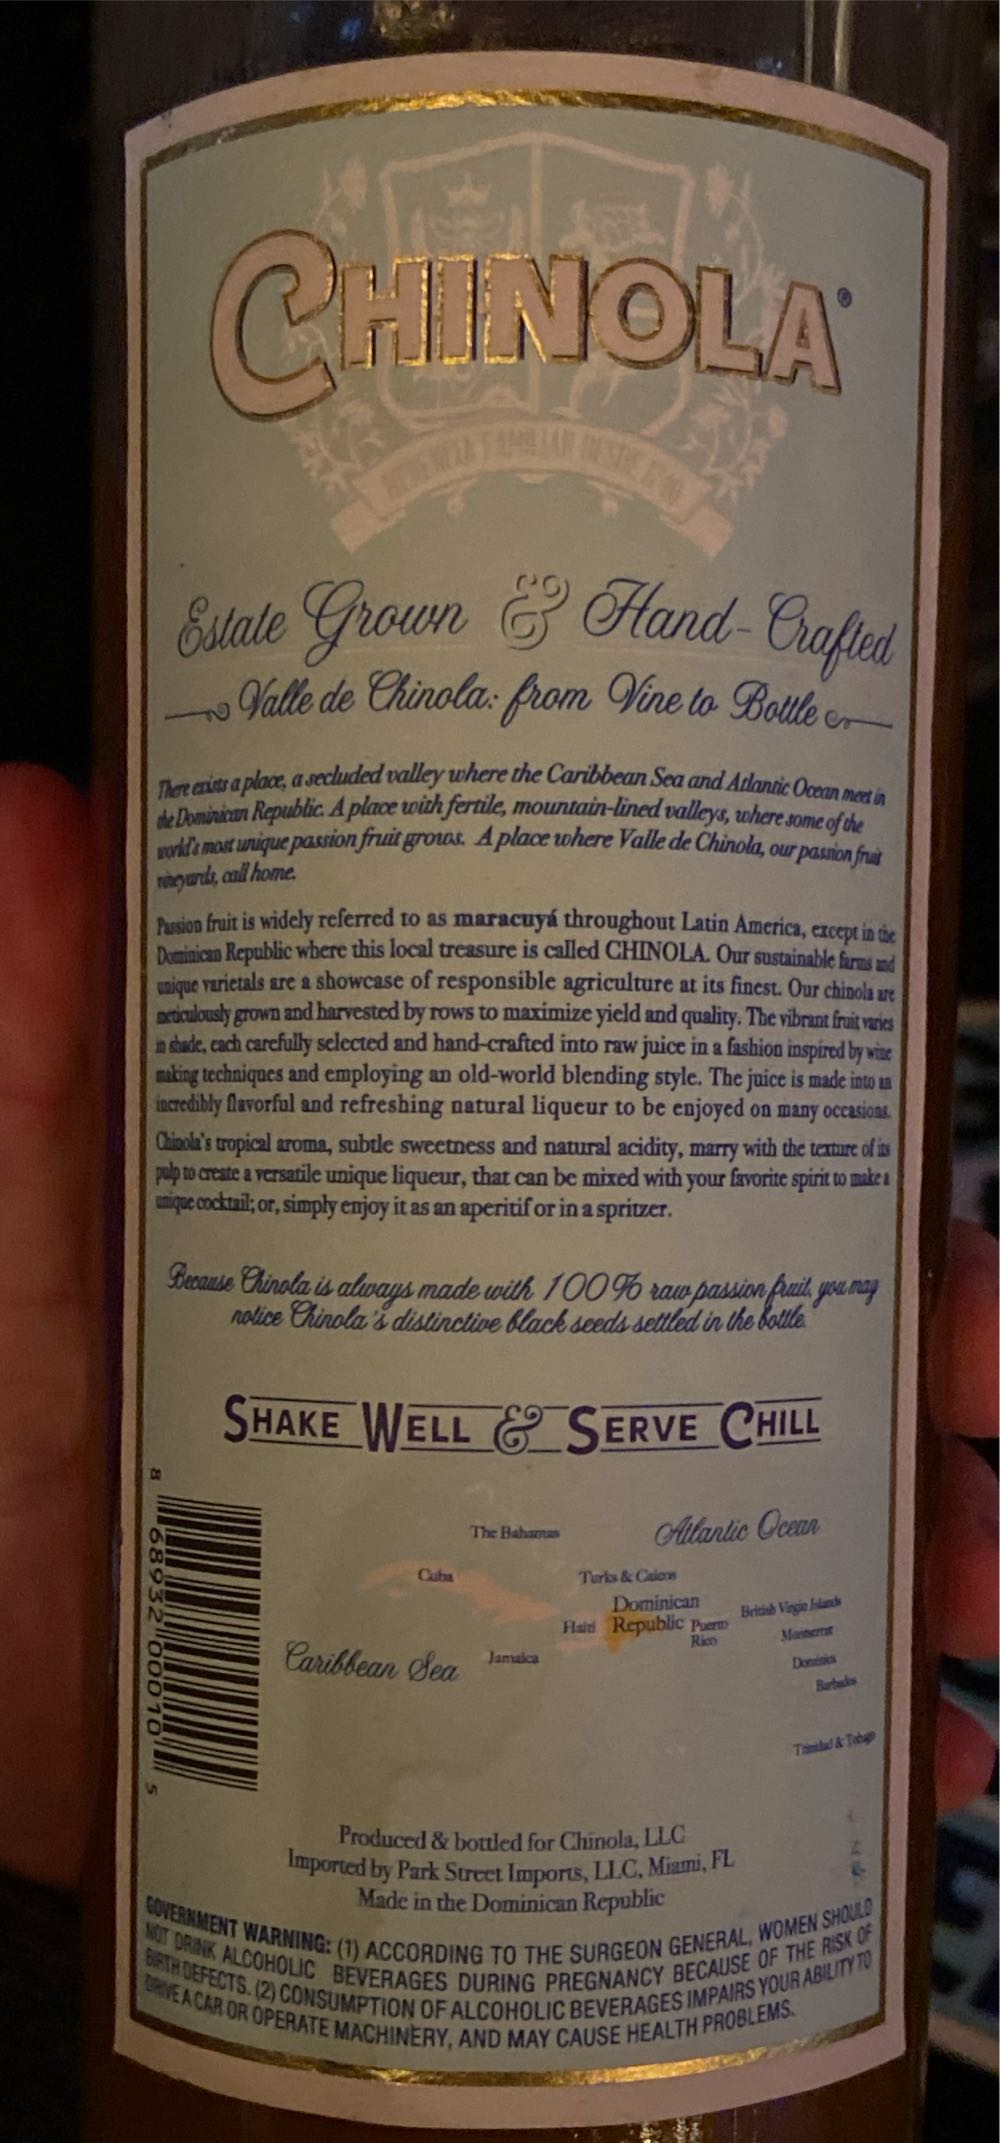 CHINOLA®
Estate Grown & Hand-Crafted
Valle de Chinola: from Vine to Bottle
There exists a place, a secluded valley where the Caribbean Sea and Atlantic Ocean meet in
the Dominican Republic. A place with fertile, mountain-lined valleys, where some of the
world's most unique passion fruit grows. A place where Valle de Chinola, our passion fruit
vineyards, call home.
Passion fruit is widely referred to as maracuyá throughout Latin America, except in the
Dominican Republic where this local treasure is called CHINOLA. Our sustainable farms and
unique varietals are a showcase of responsible agriculture at its finest. Our chinola are
meticulously grown and harvested by rows to maximize yield and quality. The vibrant fruit varies
in shade, each carefully selected and hand-crafted into raw juice in a fashion inspired by wine
making techniques and employing an old-world blending style. The juice is made into an
incredibly flavorful and refreshing natural liqueur to be enjoyed on many occasions.
Chinola's tropical aroma, subtle sweetness and natural acidity, marry with the texture of its
pulp to create a versatile unique liqueur, that can be mixed with your favorite spirit to make a
unique cocktail; or, simply enjoy it as an aperitif or in a spritzer.
Because Chinola is always made with 100% raw passion fruit, you may
notice Chinola's distinctive black seeds settled in the bottle.
SHAKE WELL & SERVE CHILL
8 68932 00010 5
The Bahamas
Atlantic Ocean
Cuba
Turks & Caicos
Dominican
Republic
Haiti
Puerto
Rico
British Virgin Islands
Montserrat
Caribbean Sea
Jamaica
Dominica
Barbados
Trinidad & Tobago
Produced & bottled for Chinola, LLC
Imported by Park Street Imports, LLC, Miami, FL
Made in the Dominican Republic
GOVERNMENT WARNING: (1) ACCORDING TO THE SURGEON GENERAL, WOMEN SHOULD
NOT DRINK ALCOHOLIC BEVERAGES DURING PREGNANCY BECAUSE OF THE RISK OF
BIRTH DEFECTS. (2) CONSUMPTION OF ALCOHOLIC BEVERAGES IMPAIRS YOUR ABILITY TO
DRIVE A CAR OR OPERATE MACHINERY, AND MAY CAUSE HEALTH PROBLEMS.